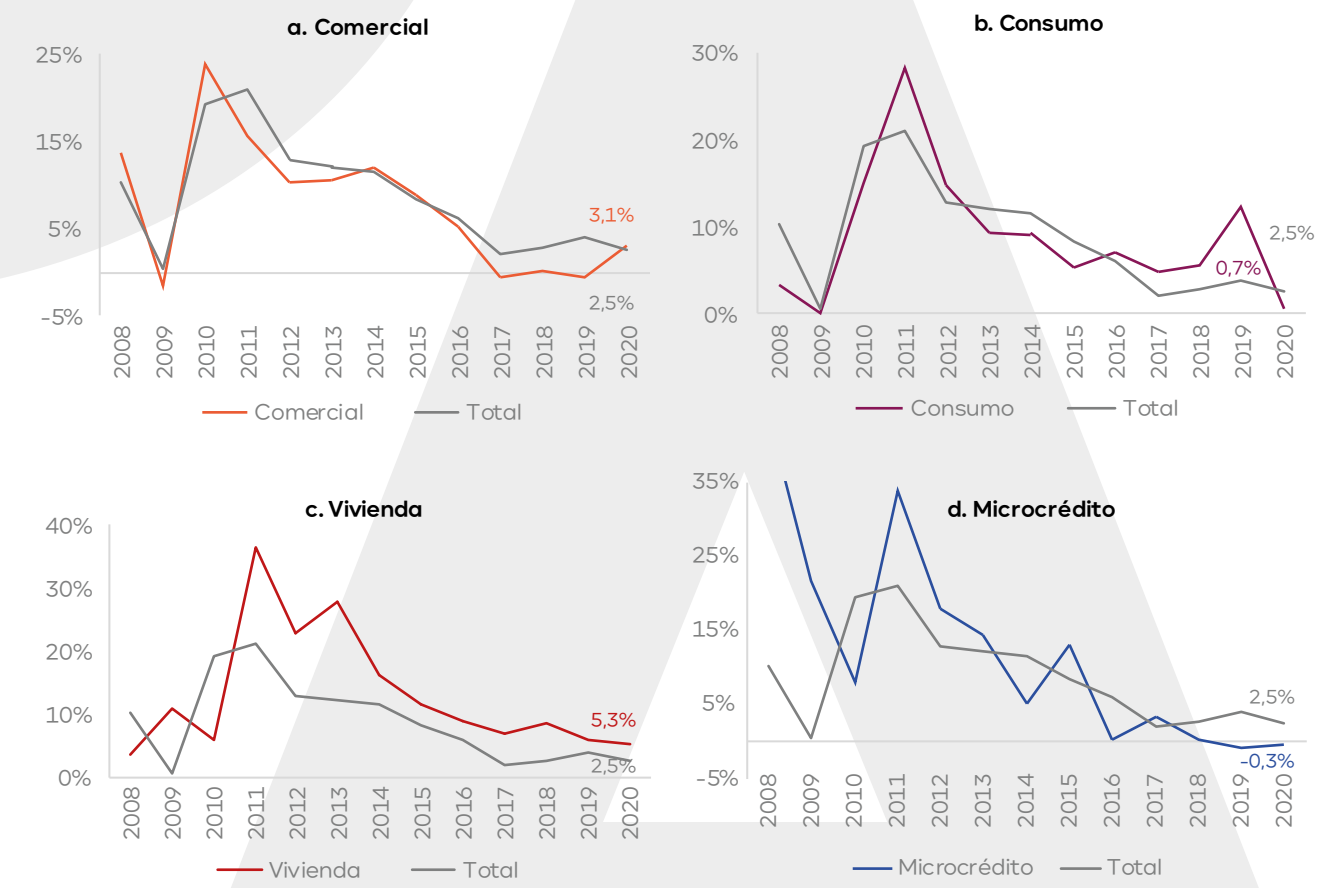 a. Comercial
25%
15%
5%
-5%
3,1%
2,5%
2008 2009 2010 2011 2012 2013 2014 2015 2016 2017 2018 2019 2020
Comercial Total
b. Consumo
30%
20%
10%
0%
2,5%
0,7%
2008 2009 2010 2011 2012 2013 2014 2015 2016 2017 2018 2019 2020
Consumo Total
c. Vivienda
40%
30%
20%
10%
0%
5,3%
2,5%
2008 2009 2010 2011 2012 2013 2014 2015 2016 2017 2018 2019 2020
Vivienda Total
d. Microcrédito
35%
25%
15%
5%
-5%
2,5%
-0,3%
2008 2009 2010 2011 2012 2013 2014 2015 2016 2017 2018 2019 2020
Microcrédito Total